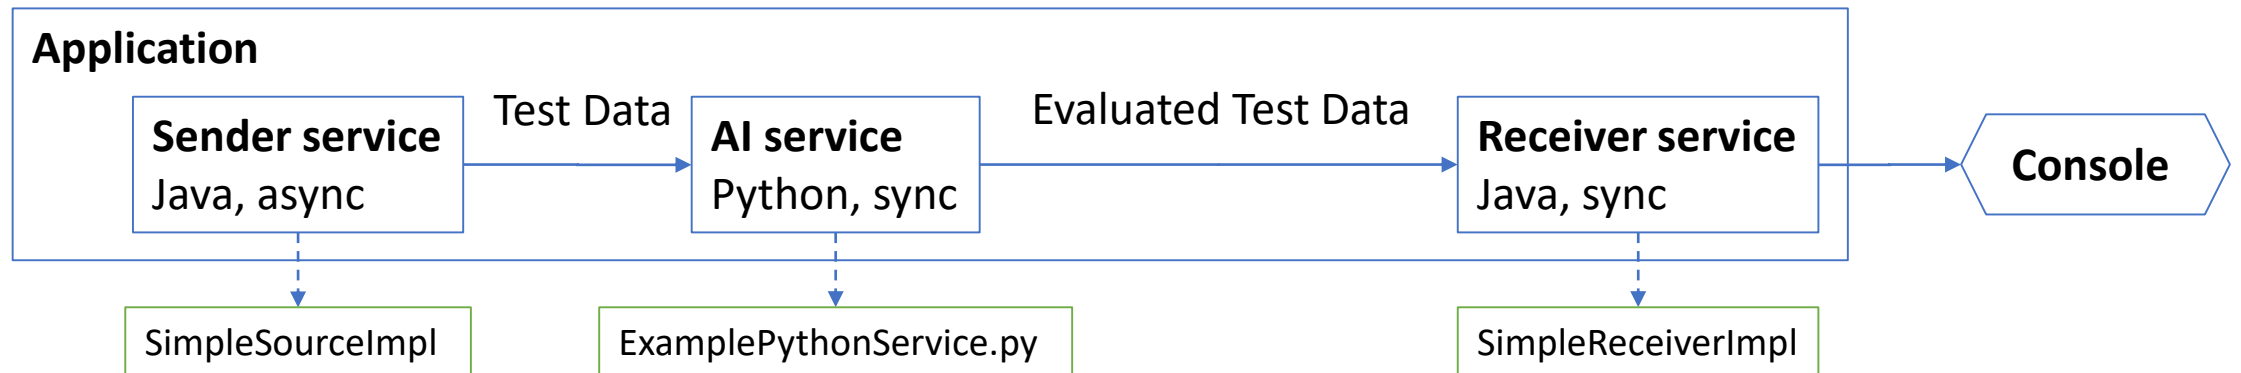 Application
Sender service
Java, async
Test Data
AI service
Python, sync
Evaluated Test Data
Receiver service
Java, sync
Console
SimpleSourceImpl
ExamplePythonService.py
SimpleReceiverImpl